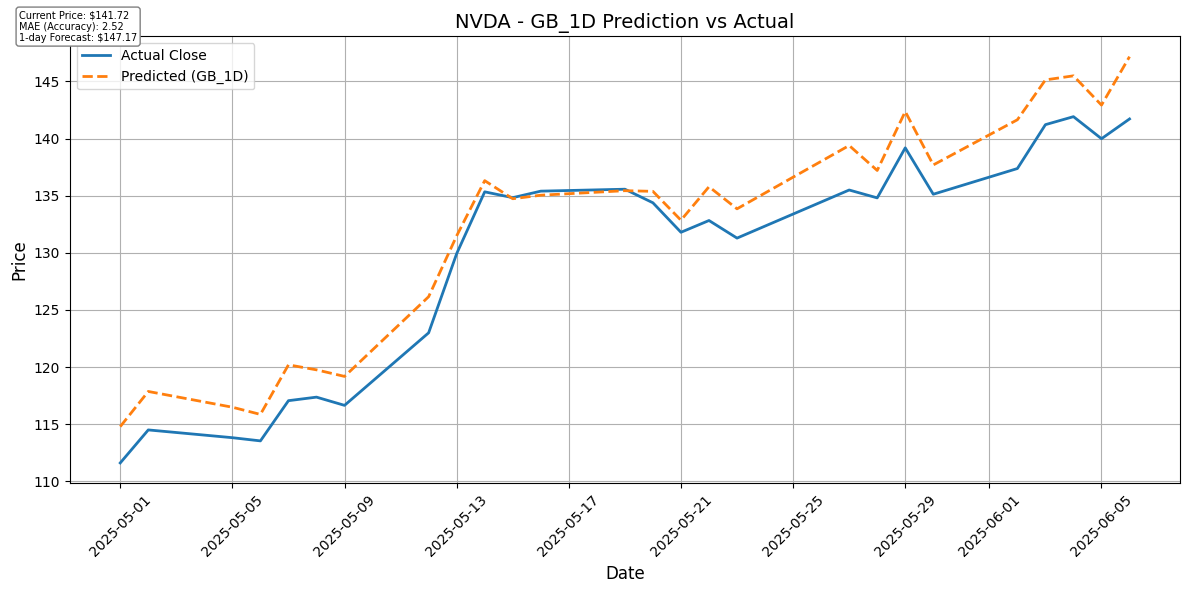 Current Price: $141.72
MAE (Accuracy): 2.52
1-day Forecast: $147.17
NVDA - GB_1D Prediction vs Actual
Actual Close
Predicted (GB_1D)
Price
145
140
135
130
125
120
115
110
2025-05-01
2025-05-05
2025-05-09
2025-05-13
2025-05-17
2025-05-21
2025-05-25
2025-05-29
2025-06-01
2025-06-05
Date